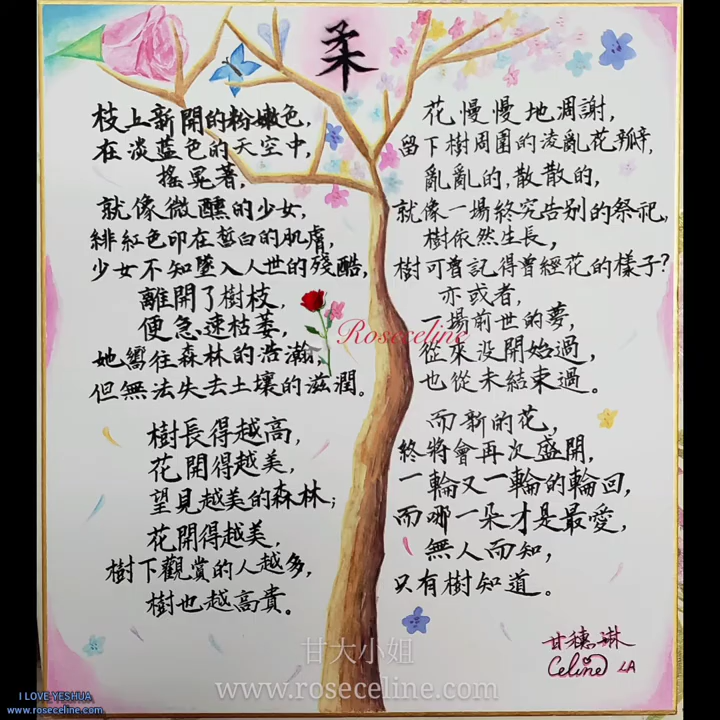 柔
枝上新開的粉嫩色，
在淡蓝色的天空中，
搖晃著，
就像微醺的少女，
緋紅色印在皙白的肌膚，
少女不知墜入人世的殘酷，
離開了樹枝，
便急速枯萎，
她嚮往森林的浩瀚，
但無法失去土壤的滋潤。
樹長得越高，
花開得越美，
望見越美的森林；
花開得越美，
樹下觀賞的人越多，
樹也越高貴。
花慢慢地凋謝，
留下樹周圍的凌亂花瓣，
亂亂的，散散的，
就像一場終究告别的祭祀，
樹依然生長，
樹可曾記得曾經花的樣子？
亦或者，
一場前世的夢，
從來没開始過，
也從未結束過。
而新的花，
終將會再次盛開，
一輪又一輪的輪回，
而哪一朵才是最愛，
無人而知，
只有樹知道。
Roseceline
甘穗琳
Celine LA
甘大小姐
www.roseceline.com
I LOVE YESHUA
www.roseceline.com